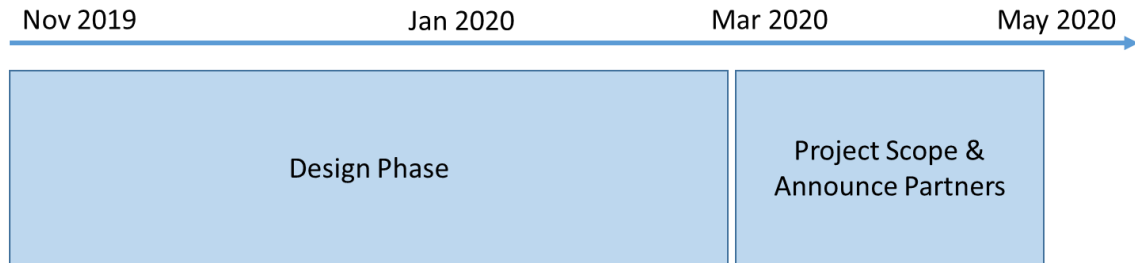 Nov 2019 Jan 2020 Mar 2020 May 2020
Design Phase
Project Scope &
Announce Partners